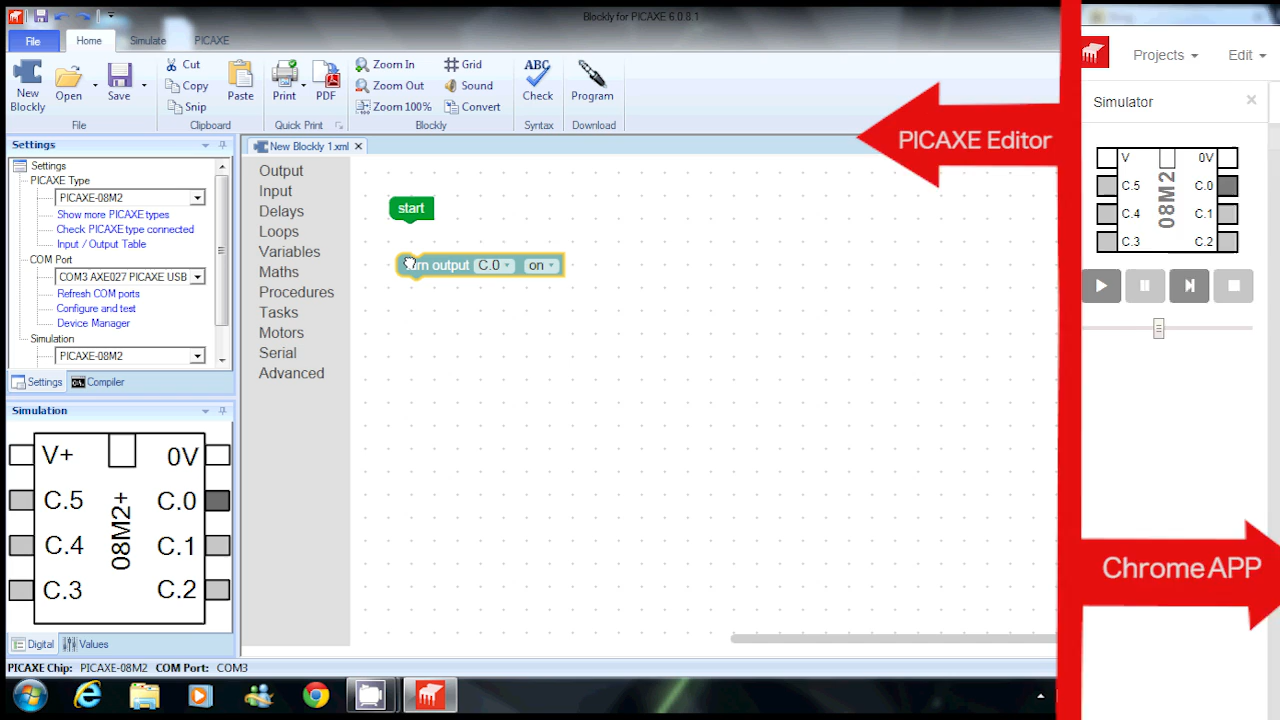 Blockly for PICAXE 6.0.8.1
File Home Simulate PICAXE
New Blockly
Open
Save
Cut
Copy
Snip
Paste
Print
PDF
Zoom In
Zoom Out
Zoom 100%
Grid
Sound
Convert
ABC
Check
Program
File Clipboard Quick Print Blockly Syntax Download
Settings
Settings
PICAXE Type
PICAXE-08M2
Show more PICAXE types
Check PICAXE type connected
Input / Output Table
COM Port
COM3 AXE027 PICAXE USB
Refresh COM ports
Configure and test
Device Manager
Simulation
PICAXE-08M2
Settings Compiler
Simulation
V+ 0V
C.5 C.0
C.4 C.1
C.3 C.2
08M2+
Digital Values
PICAXE Chip: PICAXE-08M2 COM Port: COM3
New Blockly 1.xml
Output
Input
Delays
Loops
Variables
Maths
Procedures
Tasks
Motors
Serial
Advanced
start
turn output C.0 on
PICAXE Editor
Projects Edit
Simulator
V 0V
C.5 C.0
C.4 C.1
C.3 C.2
08M2
Chrome APP